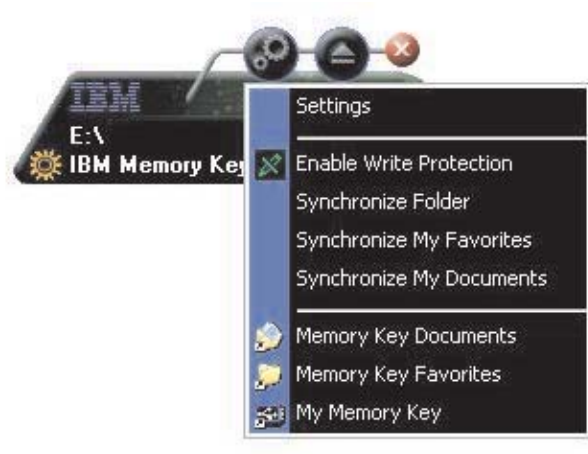 IBM
E:\
IBM Memory Key
Settings
Enable Write Protection
Synchronize Folder
Synchronize My Favorites
Synchronize My Documents
Memory Key Documents
Memory Key Favorites
My Memory Key